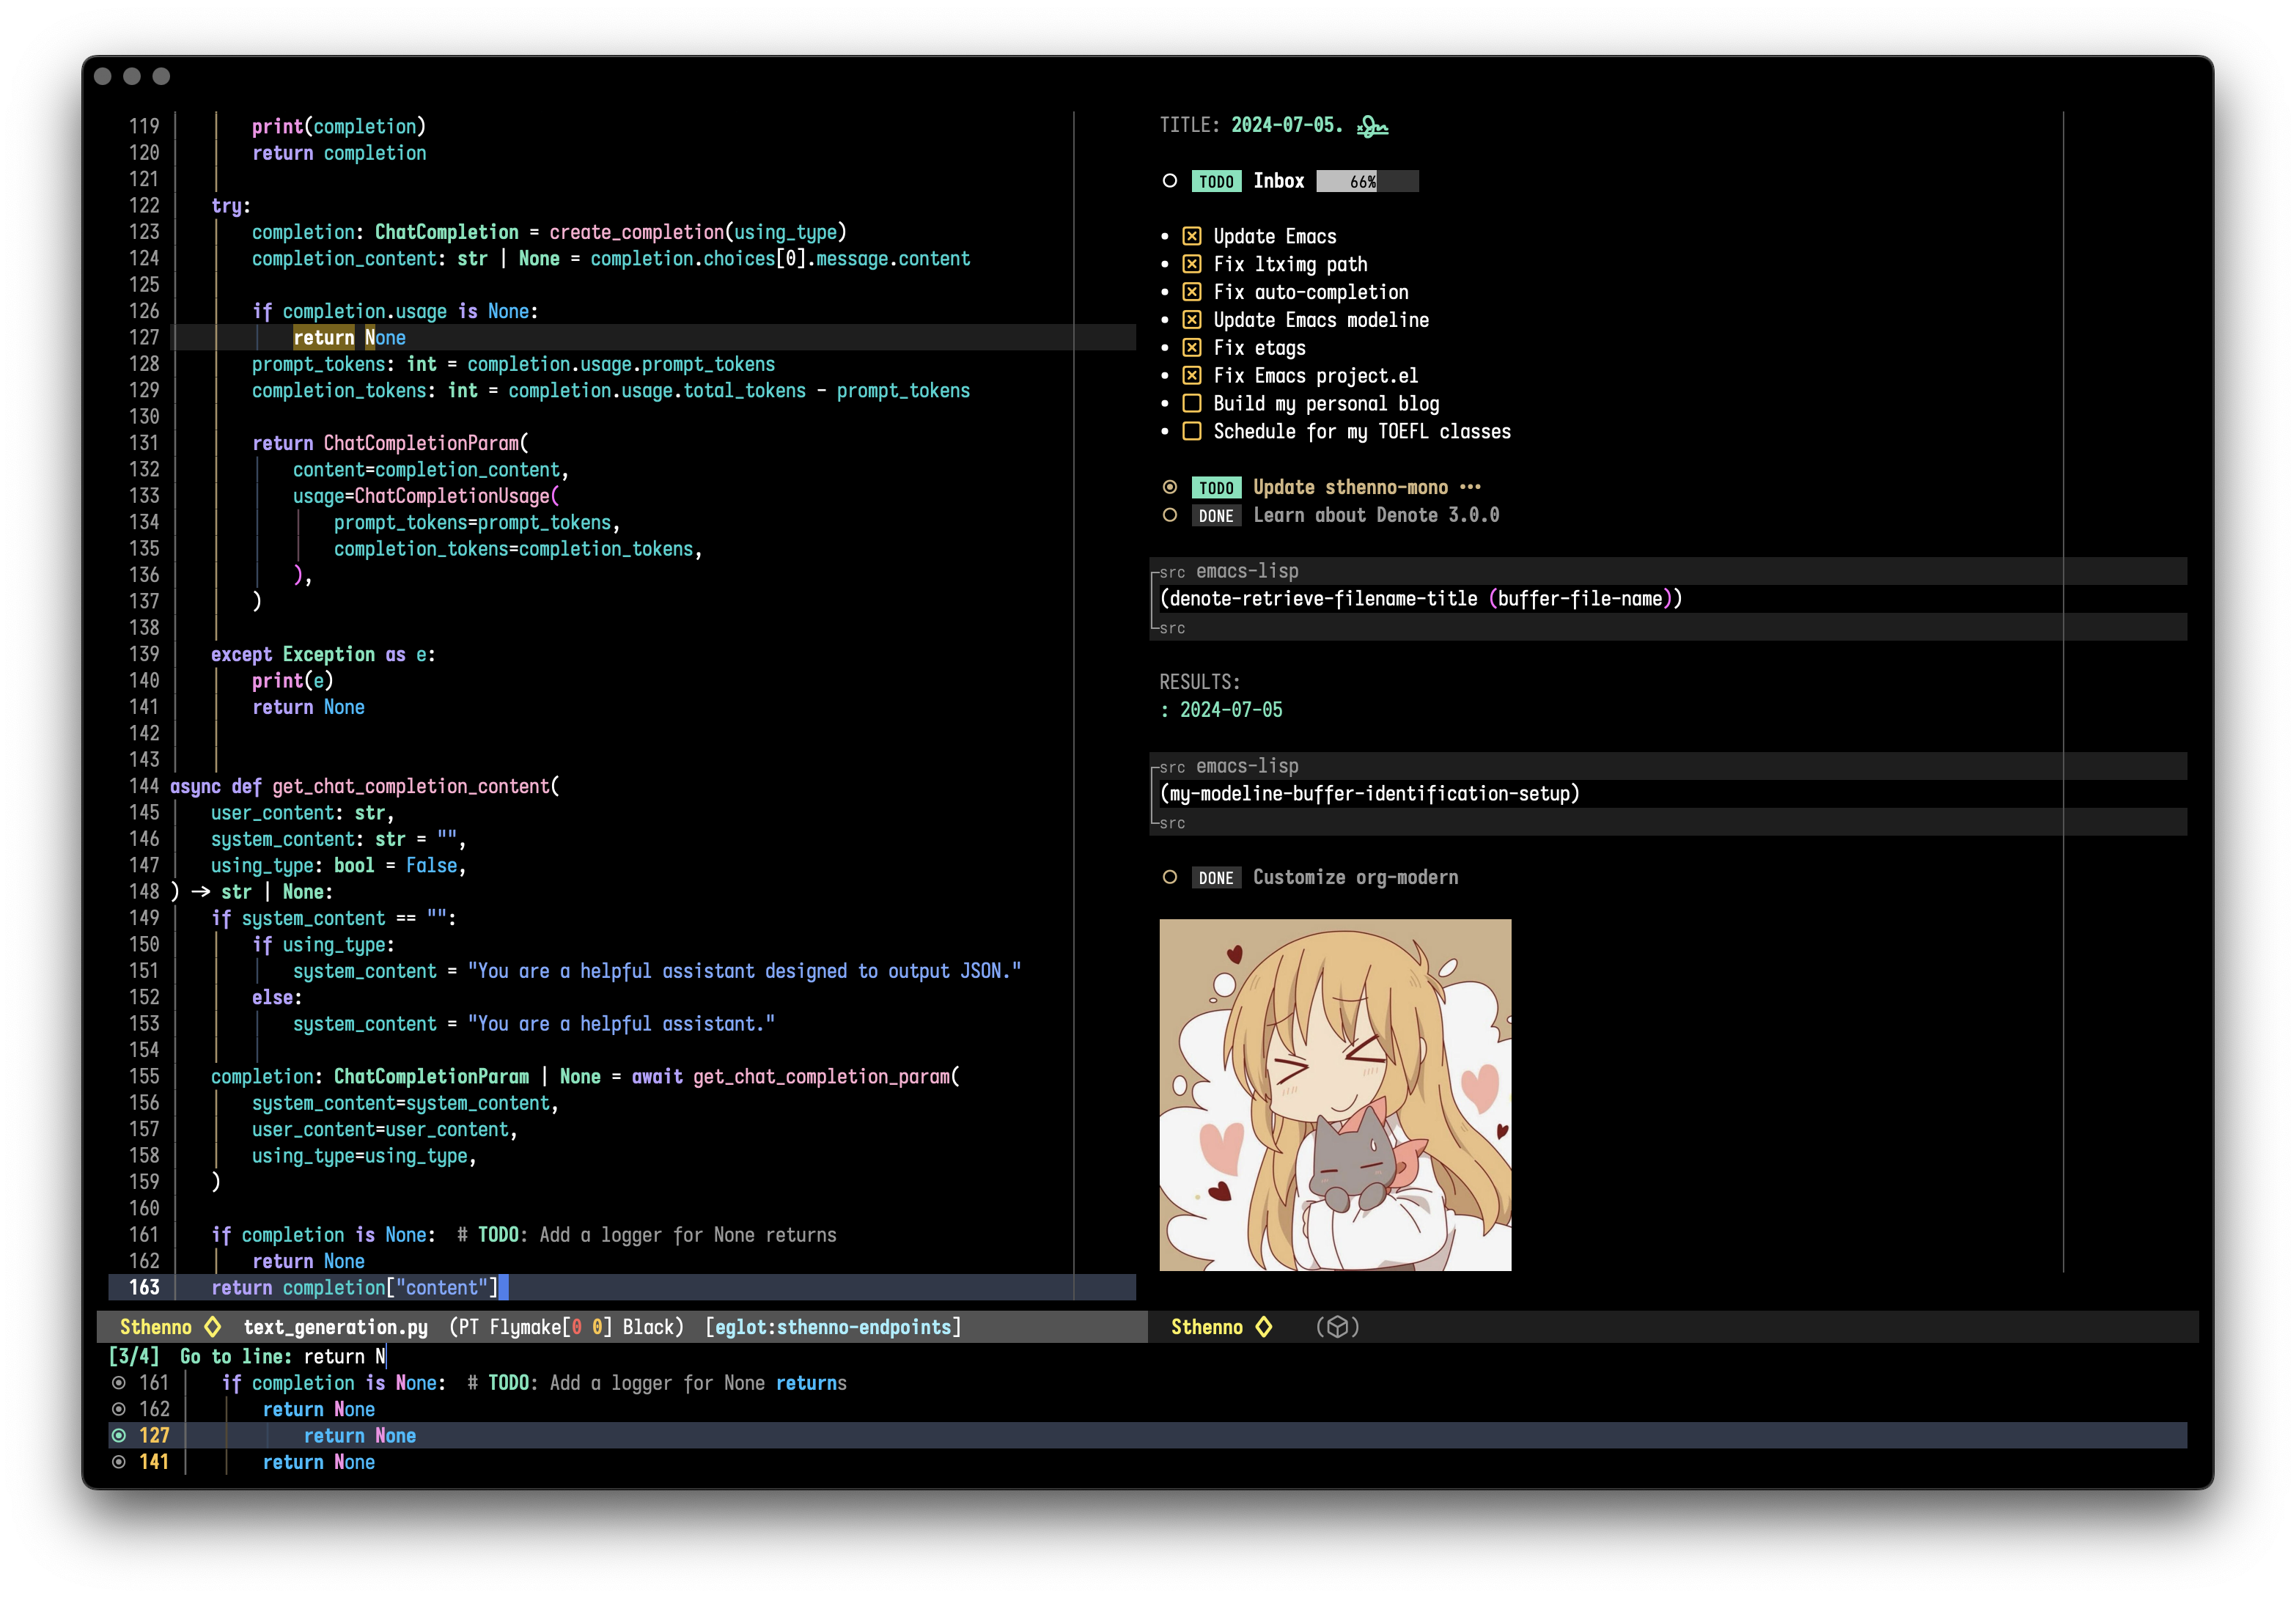 119 print(completion)
120 return completion
121
122 try:
123 completion: ChatCompletion = create_completion(using_type)
124 completion_content: str | None = completion.choices[0].message.content
125
126 if completion.usage is None:
127 return None
128 prompt_tokens: int = completion.usage.prompt_tokens
129 completion_tokens: int = completion.usage.total_tokens - prompt_tokens
130
131 return ChatCompletionParam(
132 content=completion_content,
133 usage=ChatCompletionUsage(
134 prompt_tokens=prompt_tokens,
135 completion_tokens=completion_tokens,
136 ),
137 )
138
139 except Exception as e:
140 print(e)
141 return None
142
143
144 async def get_chat_completion_content(
145 user_content: str,
146 system_content: str = "",
147 using_type: bool = False,
148 ) → str | None:
149 if system_content == "":
150 if using_type:
151 system_content = "You are a helpful assistant designed to output JSON."
152 else:
153 system_content = "You are a helpful assistant."
154
155 completion: ChatCompletionParam | None = await get_chat_completion_param(
156 system_content=system_content,
157 user_content=user_content,
158 using_type=using_type,
159 )
160
161 if completion is None:  # TODO: Add a logger for None returns
162 return None
163 return completion["content"]
TITLE: 2024-07-05.
TODO Inbox 66%
• [X] Update Emacs
• [X] Fix ltximg path
• [X] Fix auto-completion
• [X] Update Emacs modeline
• [X] Fix etags
• [X] Fix Emacs project.el
• [ ] Build my personal blog
• [ ] Schedule for my TOEFL classes
TODO Update sthenno-mono •••
DONE Learn about Denote 3.0.0
src emacs-lisp
(denote-retrieve-filename-title (buffer-file-name))
src
RESULTS:
: 2024-07-05
src emacs-lisp
(my-modeline-buffer-identification-setup)
src
DONE Customize org-modern
Sthenno ◊ text_generation.py (PT Flymake[0 0] Black) [eglot:sthenno-endpoints]
Sthenno ◊
[3/4] Go to line: return N
161 if completion is None:  # TODO: Add a logger for None returns
162 return None
127 return None
141 return None